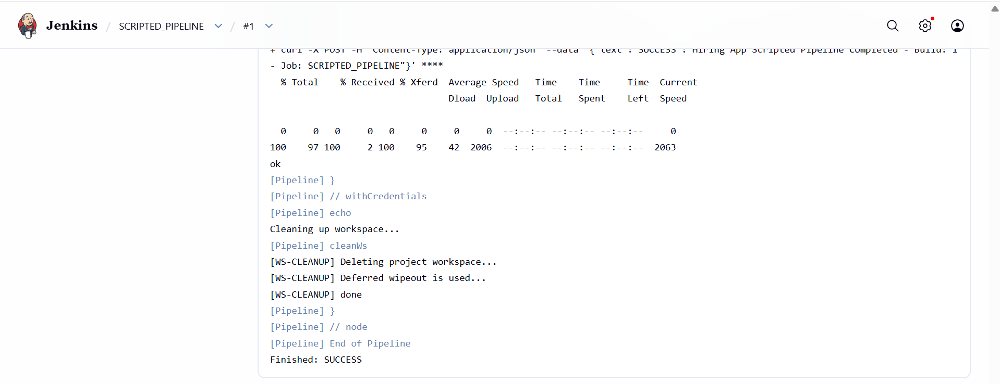 Jenkins / SCRIPTED_PIPELINE / #1
+ curl -X POST -H Content-Type: application/json --data { text : SUCCESS : Hiring App Scripted Pipeline Completed - Build: 1
- Job: SCRIPTED_PIPELINE"}' ****
% Total % Received % Xferd Average Speed Time Time Time Current
Dload Upload Total Spent Left Speed
0 0 0 0 0 0 0 0 --:--:-- --:--:-- --:--:-- 0
100 97 100 2 100 95 42 2006 --:--:-- --:--:-- --:--:-- 2063
ok
[Pipeline] }
[Pipeline] // withCredentials
[Pipeline] echo
Cleaning up workspace...
[Pipeline] cleanWs
[WS-CLEANUP] Deleting project workspace...
[WS-CLEANUP] Deferred wipeout is used...
[WS-CLEANUP] done
[Pipeline] }
[Pipeline] // node
[Pipeline] End of Pipeline
Finished: SUCCESS